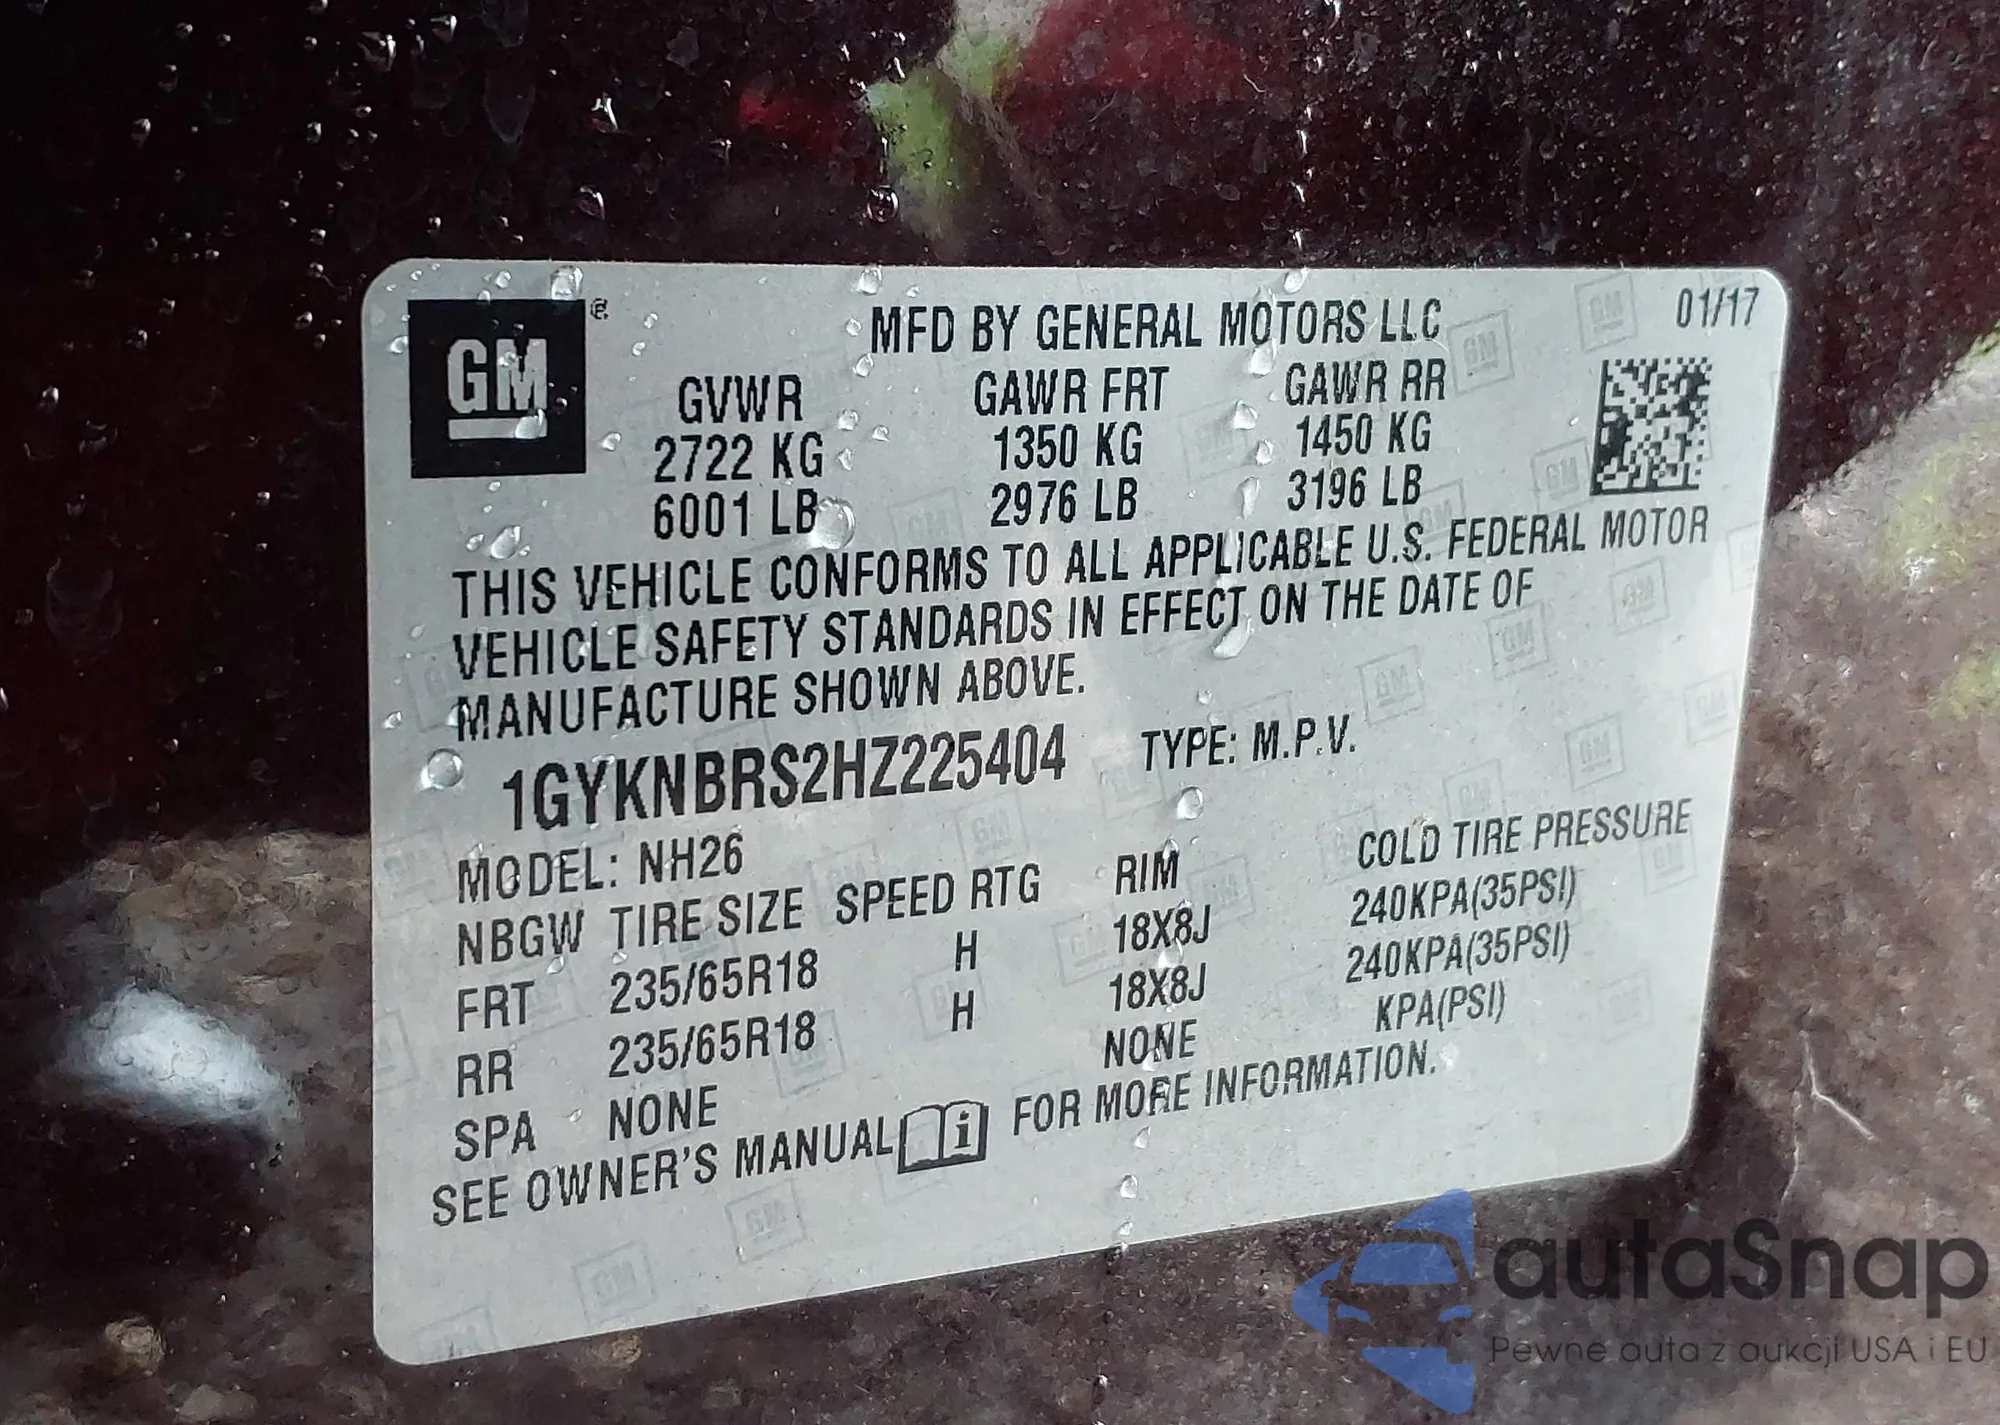 GM
MFD BY GENERAL MOTORS LLC 01/17
GVWR GAWR FRT GAWR RR
2722 KG 1350 KG 1450 KG
6001 LB 2976 LB 3196 LB
THIS VEHICLE CONFORMS TO ALL APPLICABLE U.S. FEDERAL MOTOR
VEHICLE SAFETY STANDARDS IN EFFECT ON THE DATE OF
MANUFACTURE SHOWN ABOVE.
1GYKNBRS2HZ225404 TYPE: M.P.V.
MODEL: NH26
NBGW TIRE SIZE SPEED RTG RIM COLD TIRE PRESSURE
FRT 235/65R18 H 18X8J 240KPA(35PSI)
RR 235/65R18 H 18X8J 240KPA(35PSI)
SPA NONE NONE KPA(PSI)
SEE OWNER'S MANUAL i FOR MORE INFORMATION.
autaSnap
Pewne auta z aukcji USA i EU